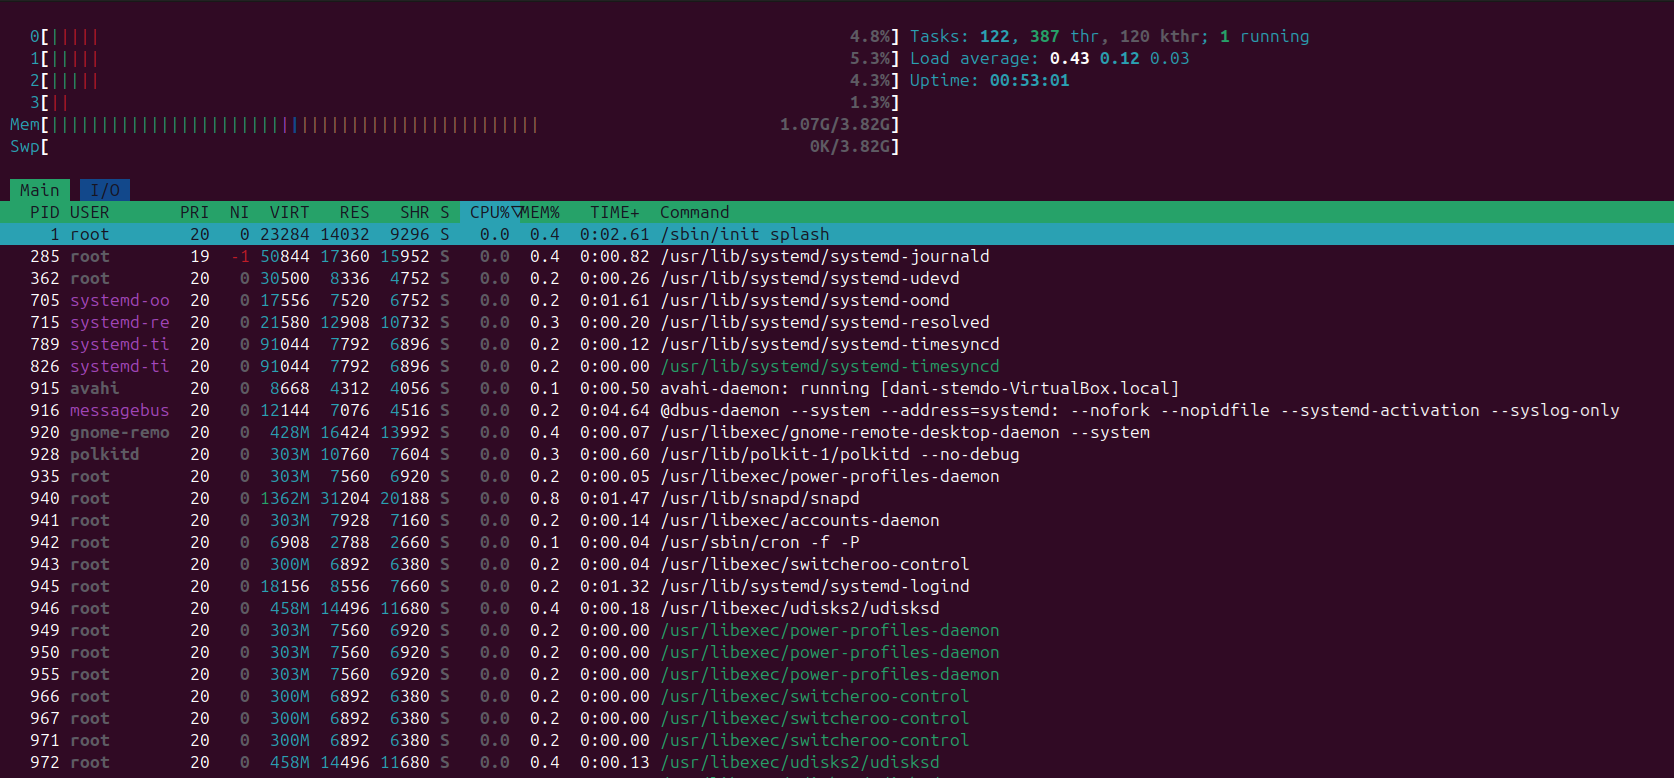 0[||||| 4.8%] Tasks: 122, 387 thr, 120 kthr; 1 running
1[||||| 5.3%] Load average: 0.43 0.12 0.03
2[||||| 4.3%] Uptime: 00:53:01
3[|| 1.3%]
Mem[||||||||||||||||||||||||||||||||||||||||||||||||| 1.07G/3.82G]
Swp[ 0K/3.82G]
Main I/O
PID USER PRI NI VIRT RES SHR S CPU%▽MEM% TIME+ Command
1 root 20 0 23284 14032 9296 S 0.0 0.4 0:02.61 /sbin/init splash
285 root 19 -1 50844 17360 15952 S 0.0 0.4 0:00.82 /usr/lib/systemd/systemd-journald
362 root 20 0 30500 8336 4752 S 0.0 0.2 0:00.26 /usr/lib/systemd/systemd-udevd
705 systemd-oo 20 0 17556 7520 6752 S 0.0 0.2 0:01.61 /usr/lib/systemd/systemd-oomd
715 systemd-re 20 0 21580 12908 10732 S 0.0 0.3 0:00.20 /usr/lib/systemd/systemd-resolved
789 systemd-ti 20 0 91044 7792 6896 S 0.0 0.2 0:00.12 /usr/lib/systemd/systemd-timesyncd
826 systemd-ti 20 0 91044 7792 6896 S 0.0 0.2 0:00.00 /usr/lib/systemd/systemd-timesyncd
915 avahi 20 0 8668 4312 4056 S 0.0 0.1 0:00.50 avahi-daemon: running [dani-stemdo-VirtualBox.local]
916 messagebus 20 0 12144 7076 4516 S 0.0 0.2 0:04.64 @dbus-daemon --system --address=systemd: --nofork --nopidfile --systemd-activation --syslog-only
920 gnome-remo 20 0 428M 16424 13992 S 0.0 0.4 0:00.07 /usr/libexec/gnome-remote-desktop-daemon --system
928 polkitd 20 0 303M 10760 7604 S 0.0 0.3 0:00.60 /usr/lib/polkit-1/polkitd --no-debug
935 root 20 0 303M 7560 6920 S 0.0 0.2 0:00.05 /usr/libexec/power-profiles-daemon
940 root 20 0 1362M 31204 20188 S 0.0 0.8 0:01.47 /usr/lib/snapd/snapd
941 root 20 0 303M 7928 7160 S 0.0 0.2 0:00.14 /usr/libexec/accounts-daemon
942 root 20 0 6908 2788 2660 S 0.0 0.1 0:00.04 /usr/sbin/cron -f -P
943 root 20 0 300M 6892 6380 S 0.0 0.2 0:00.04 /usr/libexec/switcheroo-control
945 root 20 0 18156 8556 7660 S 0.0 0.2 0:01.32 /usr/lib/systemd/systemd-logind
946 root 20 0 458M 14496 11680 S 0.0 0.4 0:00.18 /usr/libexec/udisks2/udisksd
949 root 20 0 303M 7560 6920 S 0.0 0.2 0:00.00 /usr/libexec/power-profiles-daemon
950 root 20 0 303M 7560 6920 S 0.0 0.2 0:00.00 /usr/libexec/power-profiles-daemon
955 root 20 0 303M 7560 6920 S 0.0 0.2 0:00.00 /usr/libexec/power-profiles-daemon
966 root 20 0 300M 6892 6380 S 0.0 0.2 0:00.00 /usr/libexec/switcheroo-control
967 root 20 0 300M 6892 6380 S 0.0 0.2 0:00.00 /usr/libexec/switcheroo-control
971 root 20 0 300M 6892 6380 S 0.0 0.2 0:00.00 /usr/libexec/switcheroo-control
972 root 20 0 458M 14496 11680 S 0.0 0.4 0:00.13 /usr/libexec/udisks2/udisksd